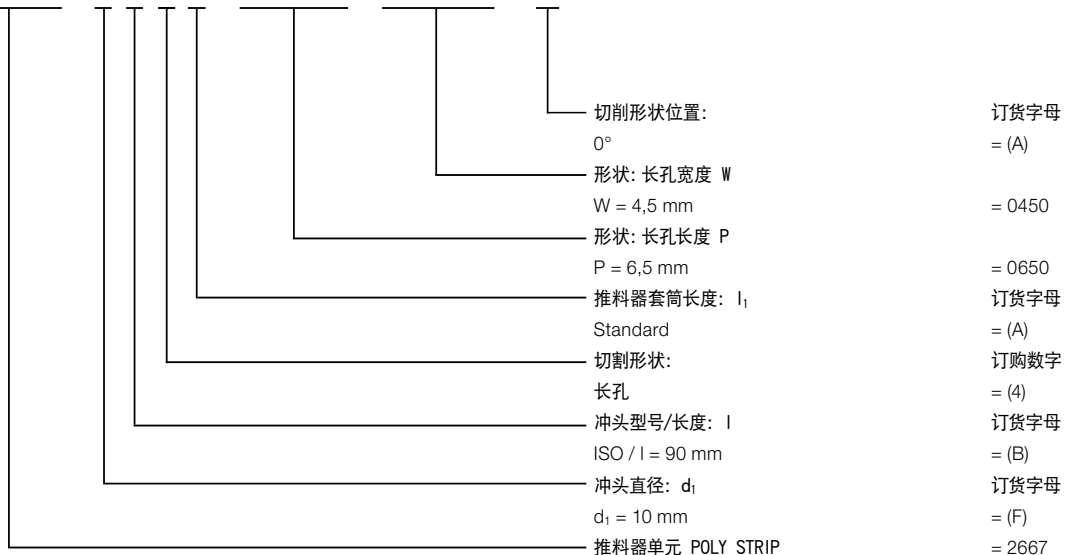 切削形状位置: 订货字母
0° = (A)
形状: 长孔宽度 W
W = 4,5 mm = 0450
形状: 长孔长度 P
P = 6,5 mm = 0650
推料器套筒长度: l₁ 订货字母
Standard = (A)
切割形状: 订购数字
长孔 = (4)
冲头型号/长度: l 订货字母
ISO / l = 90 mm = (B)
冲头直径: d₁ 订货字母
d₁ = 10 mm = (F)
推料器单元 POLY STRIP = 2667